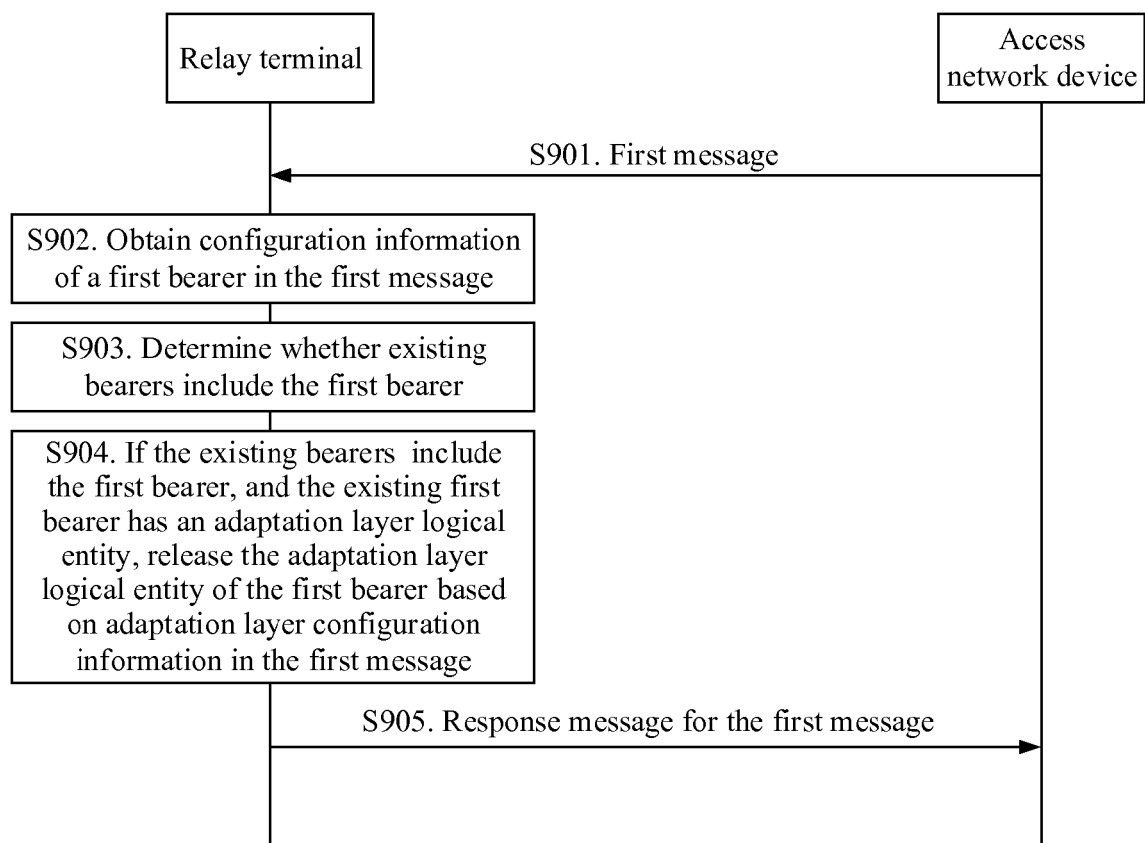 Relay terminal
Access
network device
S901. First message
S902. Obtain configuration information
of a first bearer in the first message
S903. Determine whether existing
bearers include the first bearer
S904. If the existing bearers include
the first bearer, and the existing first
bearer has an adaptation layer logical
entity, release the adaptation layer
logical entity of the first bearer based
on adaptation layer configuration
information in the first message
S905. Response message for the first message